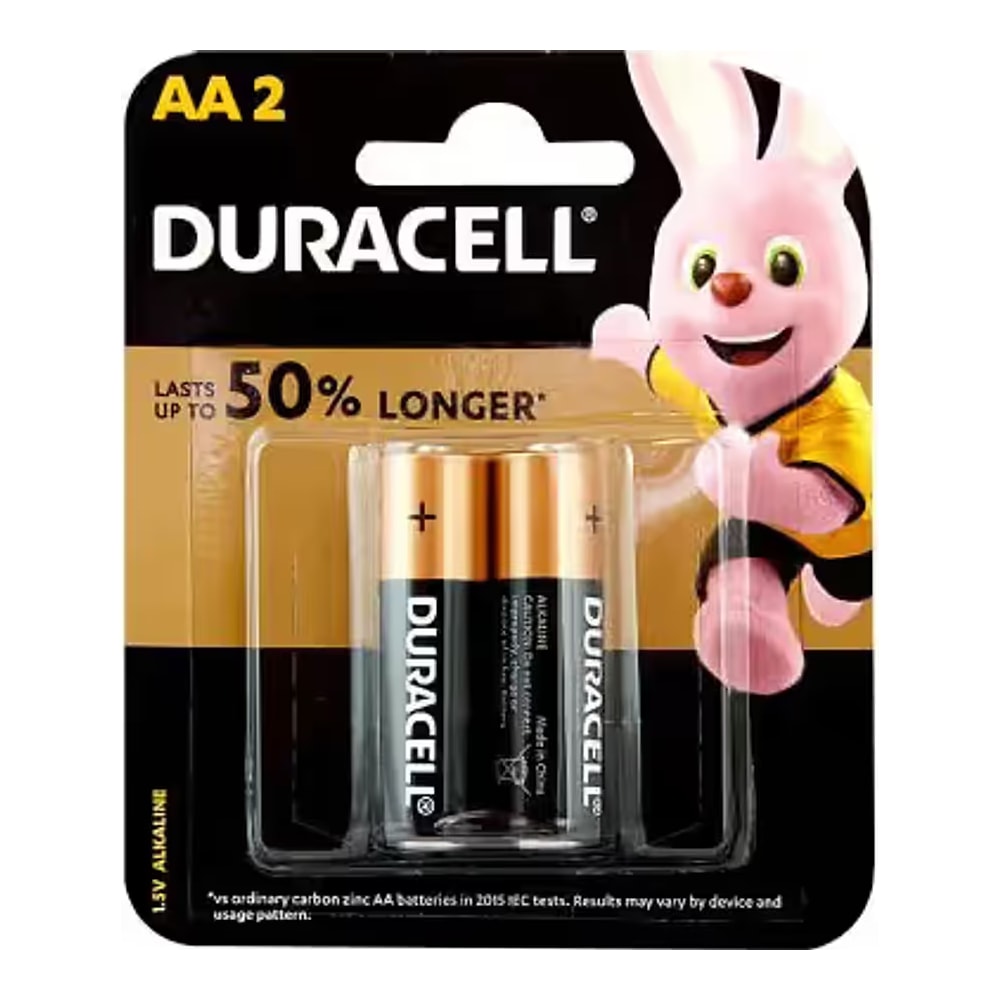 AA 2
DURACELL®
LASTS
UP TO 50% LONGER*
+
+
DURACELL®
ALKALINE
Made in China
DURACELL®
1.5V ALKALINE
*vs ordinary carbon zinc AA batteries in 2015 IEC tests. Results may vary by device and
usage pattern.